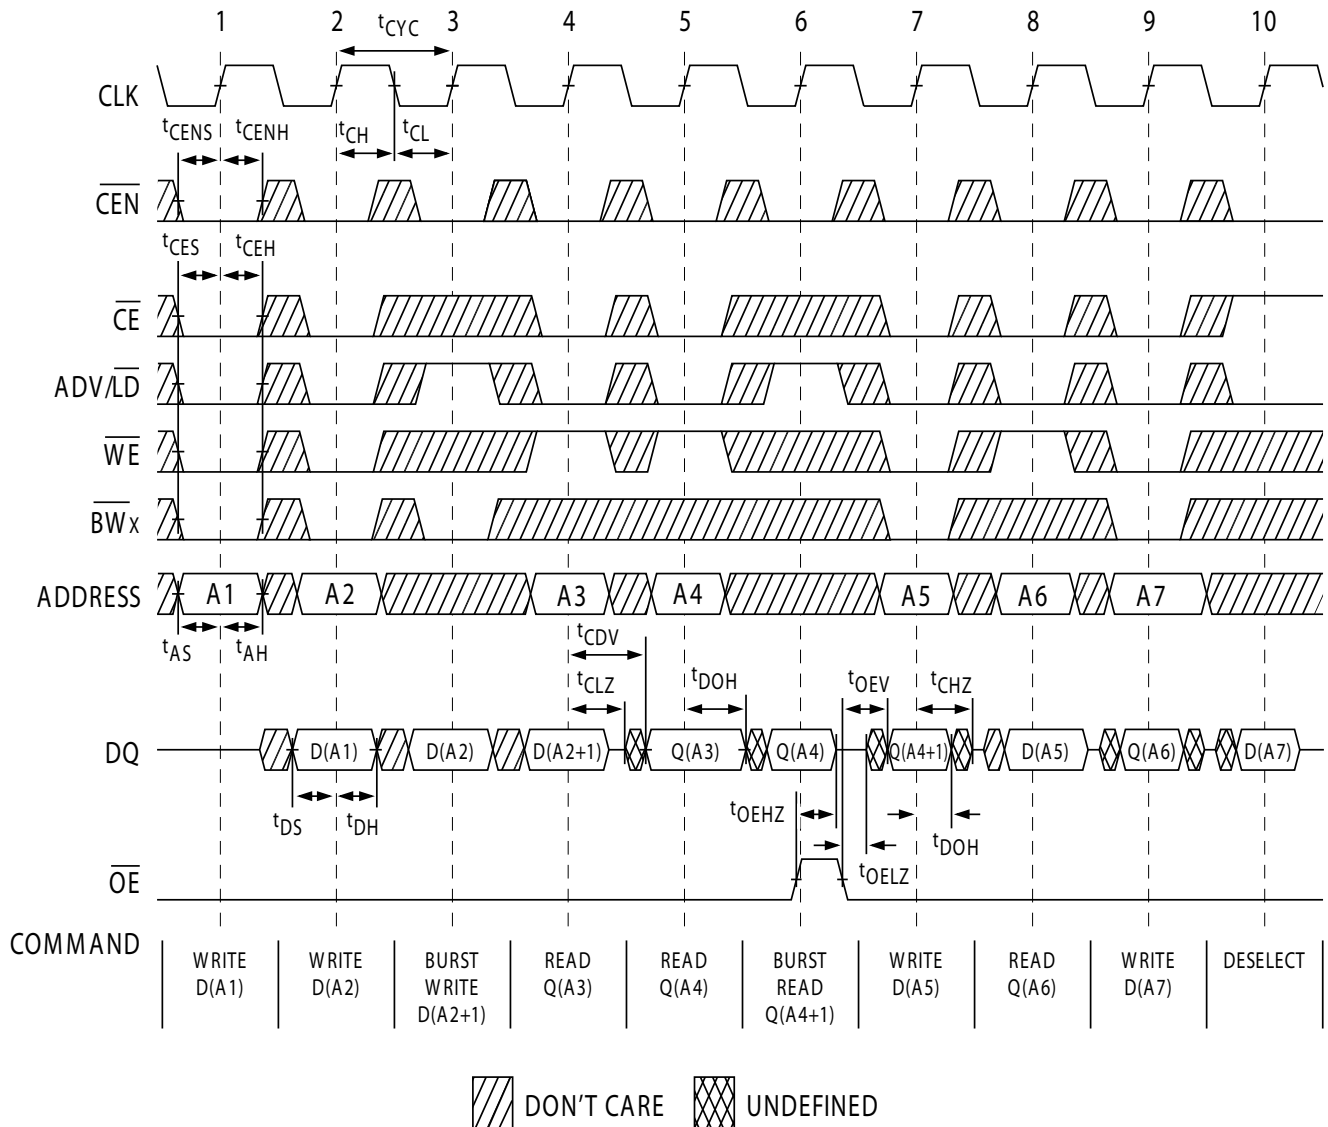 1 2 3 4 5 6 7 8 9 10
tCYC
CLK
tCENS tCENH tCH tCL
CEN
tCES tCEH
CE
ADV/LD
WE
BWx
ADDRESS A1 A2 A3 A4 A5 A6 A7
tAS tAH
tCDV
tCLZ tDOH tOEV tCHZ
DQ D(A1) D(A2) D(A2+1) Q(A3) Q(A4) Q(A4+1) D(A5) Q(A6) D(A7)
tDS tDH tOEHZ tDOH
tOELZ
OE
COMMAND
WRITE WRITE BURST READ READ BURST WRITE READ WRITE DESELECT
D(A1) D(A2) WRITE Q(A3) Q(A4) READ D(A5) Q(A6) D(A7)
D(A2+1) Q(A4+1)
DON'T CARE UNDEFINED